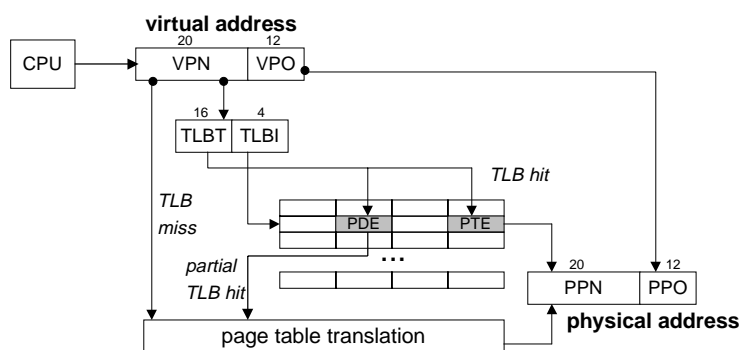 virtual address
20 12
CPU VPN VPO
16 4
TLBT TLBI
TLB hit
TLB
miss
PDE PTE
...
partial
TLB hit
20 12
PPN PPO
physical address
page table translation